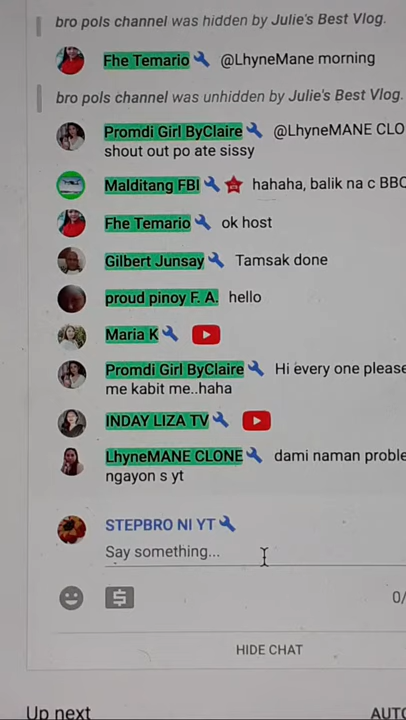 bro pols channel was hidden by Julie's Best Vlog.
Fhe Temario @LhyneMane morning
bro pols channel was unhidden by Julie's Best Vlog.
Promdi Girl ByClaire @LhyneMANE CLO
shout out po ate sissy
Malditang FBI hahaha, balik na c BBC
Fhe Temario ok host
Gilbert Junsay Tamsak done
proud pinoy F. A. hello
Maria K
Promdi Girl ByClaire Hi every one please
me kabit me..haha
INDAY LIZA TV
LhyneMANE CLONE dami naman proble
ngayon s yt
STEPBRO NI YT
Say something...
0/
HIDE CHAT
Up next AUTO